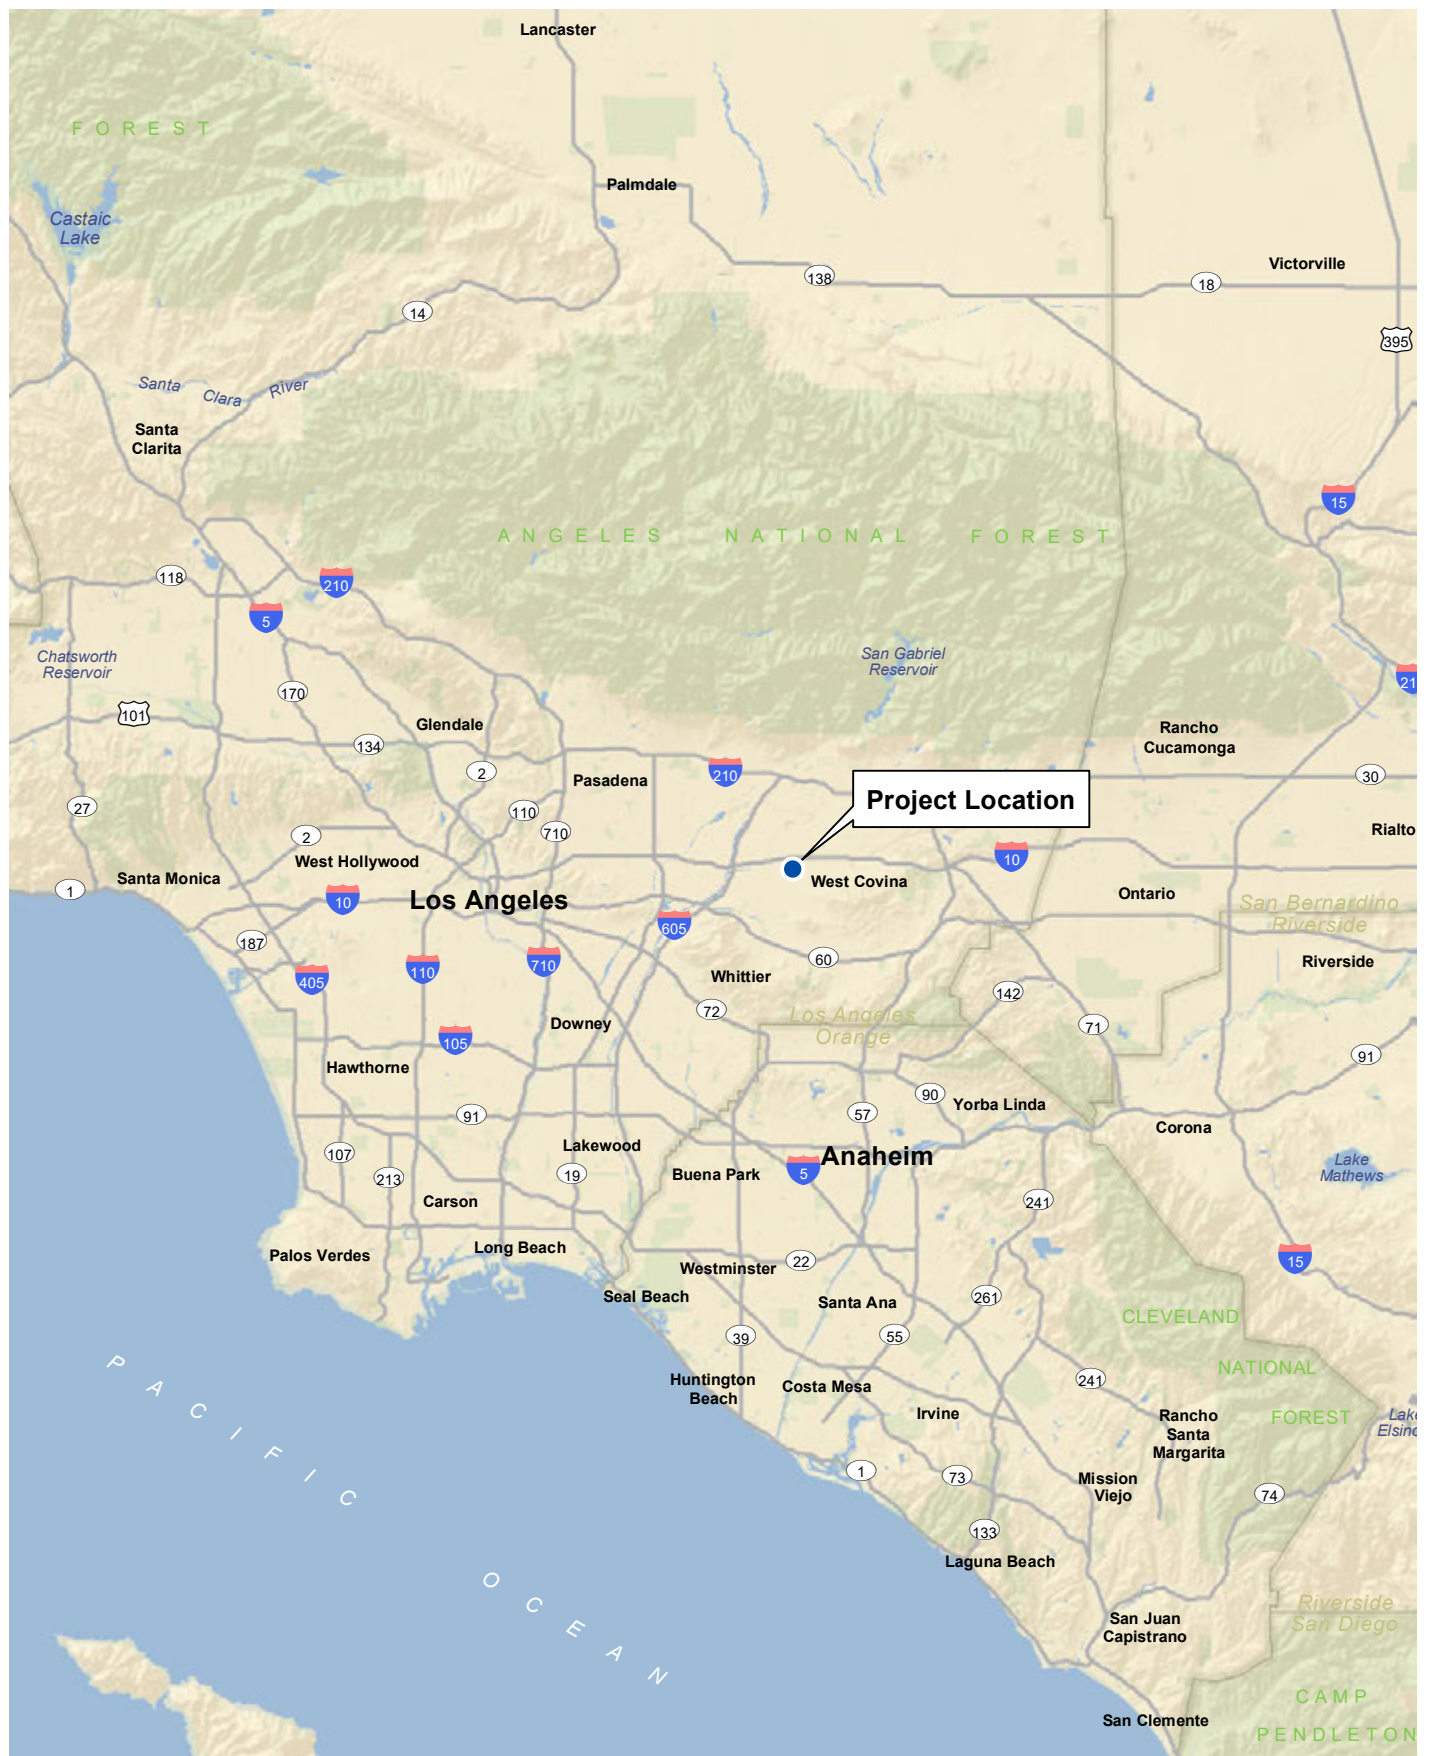 Lancaster
FOREST
Palmdale
Castaic
Lake
Victorville
138
18
14
395
Santa Clara River
Santa
Clarita
15
ANGELES NATIONAL FOREST
118
210
5
Chatsworth
Reservoir
San Gabriel
Reservoir
21
170
101
Glendale
Rancho
Cucamonga
134
2
210
Pasadena
30
Project Location
27
110
710
2
Rialto
West Hollywood
10
Santa Monica
1
West Covina
10
Los Angeles
Ontario
San Bernardino
Riverside
605
187
60
Riverside
405
110
710
Whittier
142
72
Los Angeles
Orange
Downey
71
105
91
Hawthorne
90
Yorba Linda
91
57
Corona
107
Lakewood
Anaheim
Buena Park
5
19
213
Lake
Mathews
Carson
241
Long Beach
Palos Verdes
22
15
Westminster
Seal Beach
261
Santa Ana
CLEVELAND
39
55
PACIFIC
NATIONAL
Huntington
Beach
Costa Mesa
241
Irvine
Rancho
Santa
Margarita
FOREST
Lake
Elsino
1
73
Mission
Viejo
74
133
Laguna Beach
OCEAN
Riverside
San Diego
San Juan
Capistrano
CAMP
San Clemente
PENDLETON